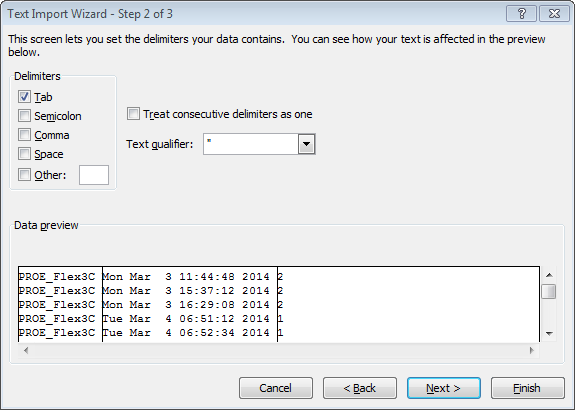 Text Import Wizard - Step 2 of 3
This screen lets you set the delimiters your data contains.  You can see how your text is affected in the preview
below.
Delimiters
Tab
Semicolon
Comma
Space
Other:
Treat consecutive delimiters as one
Text qualifier: "
Data preview
PROE_Flex3C Mon Mar  3 11:44:48 2014 2
PROE_Flex3C Mon Mar  3 15:37:12 2014 2
PROE_Flex3C Mon Mar  3 16:29:08 2014 2
PROE_Flex3C Tue Mar  4 06:51:12 2014 1
PROE_Flex3C Tue Mar  4 06:52:34 2014 1
Cancel < Back Next > Finish